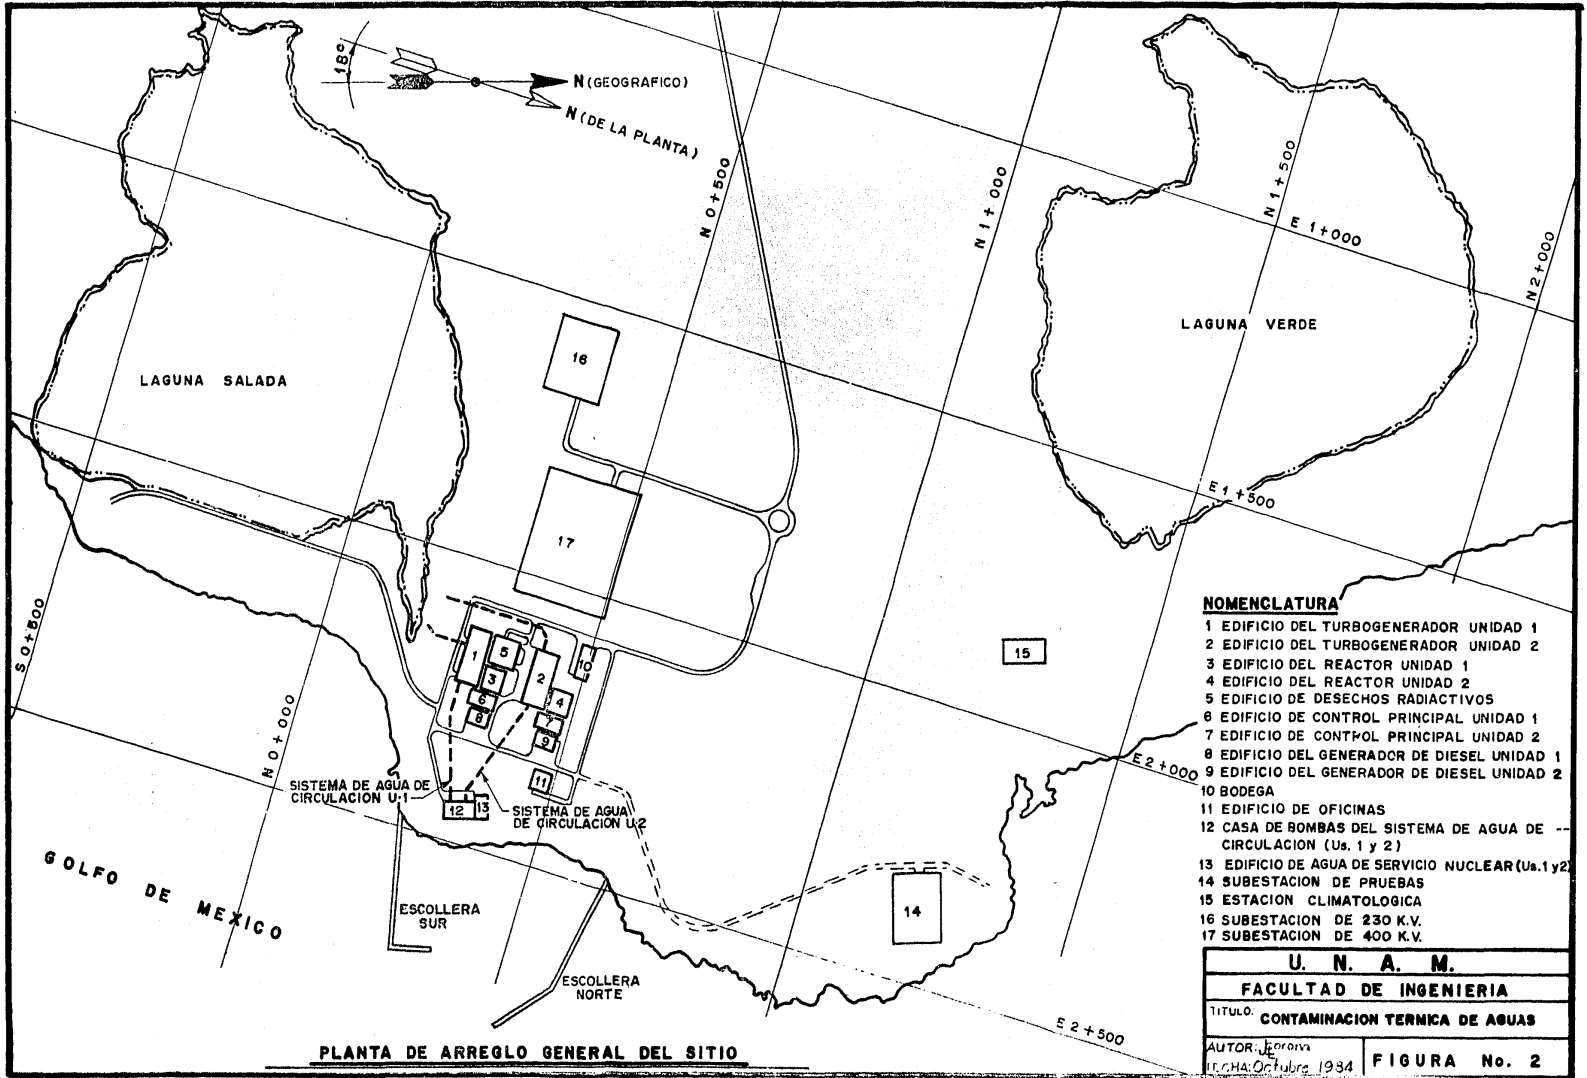 18°
N (GEOGRAFICO)
N (DE LA PLANTA)
N 0+500
N 1+000
N 1+500
E 1+000
N 2+000
LAGUNA VERDE
LAGUNA SALADA
16
17
E 1+500
S 0+500
N 0+000
1
5
3
6
8
2
10
4
7
9
11
12
13
15
14
SISTEMA DE AGUA DE
CIRCULACION U-1
SISTEMA DE AGUA
DE CIRCULACION U-2
E 2+000
GOLFO DE MEXICO
ESCOLLERA
SUR
ESCOLLERA
NORTE
E 2+500
PLANTA DE ARREGLO GENERAL DEL SITIO
NOMENCLATURA
1 EDIFICIO DEL TURBOGENERADOR UNIDAD 1
2 EDIFICIO DEL TURBOGENERADOR UNIDAD 2
3 EDIFICIO DEL REACTOR UNIDAD 1
4 EDIFICIO DEL REACTOR UNIDAD 2
5 EDIFICIO DE DESECHOS RADIACTIVOS
6 EDIFICIO DE CONTROL PRINCIPAL UNIDAD 1
7 EDIFICIO DE CONTROL PRINCIPAL UNIDAD 2
8 EDIFICIO DEL GENERADOR DE DIESEL UNIDAD 1
9 EDIFICIO DEL GENERADOR DE DIESEL UNIDAD 2
10 BODEGA
11 EDIFICIO DE OFICINAS
12 CASA DE BOMBAS DEL SISTEMA DE AGUA DE --
CIRCULACION (Us. 1 y 2)
13 EDIFICIO DE AGUA DE SERVICIO NUCLEAR (Us. 1 y 2)
14 SUBESTACION DE PRUEBAS
15 ESTACION CLIMATOLOGICA
16 SUBESTACION DE 230 K.V.
17 SUBESTACION DE 400 K.V.
U. N. A. M.
FACULTAD DE INGENIERIA
TITULO: CONTAMINACION TERMICA DE AGUAS
AUTOR:
FECHA: Octubre 1984
FIGURA No. 2